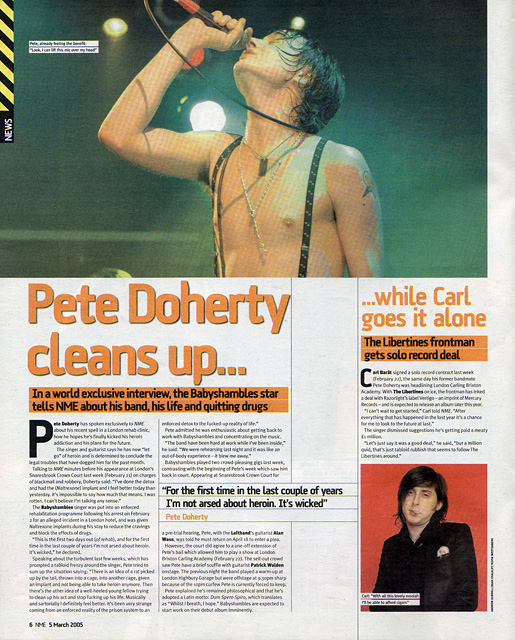 Pete, already feeling the benefit:
"Look, I can lift this mic over my head"
NEWS
Pete Doherty
cleans up...
In a world exclusive interview, the Babyshambles star
tells NME about his band, his life and quitting drugs
Pete Doherty has spoken exclusively to NME
about his recent spell in a London rehab clinic,
how he hopes he's finally kicked his heroin
addiction and his plans for the future.
The singer and guitarist says he has now "let
go" of heroin and is determined to conclude the
legal troubles that have dogged him for the past month.
Talking to NME minutes before his appearance at London's
Snaresbrook Crown Court last week (February 22) on charges
of blackmail and robbery, Doherty said: "I've done the detox
and had the (Naltrexone) implant and I feel better today than
yesterday. It's impossible to say how much that means. I was
rotten. I can't believe I'm talking any sense."
The Babyshambles singer was put into an enforced
rehabilitation programme following his arrest on February
2 for an alleged incident in a London hotel, and was given
Naltrexone implants during his stay to reduce the cravings
and block the effects of drugs.
"This is the first two days out (of rehab), and for the first
time in the last couple of years I'm not arsed about heroin.
It's wicked", he declared.
Speaking about the turbulent last few weeks, which has
prompted a tabloid frenzy around the singer, Pete tried to
sum up the situation saying: "There is an idea of a rat picked
up by the tail, thrown into a cage, into another cage, given
an implant and not being able to take heroin anymore. Then
there's the other idea of a well-heeled young fellow trying
to clean up his act and stop fucking up his life. Musically
and sartorially I definitely feel better. It's been very strange
coming from an enforced reality of the prison system to an
enforced detox to the fucked-up reality of life."
Pete admitted he was enthusiastic about getting back to
work with Babyshambles and concentrating on the music.
"The band have been hard at work while I've been inside,"
he said. "We were rehearsing last night and it was like an
out-of-body experience – it blew me away."
Babyshambles played two crowd pleasing gigs last week,
contrasting with the beginning of Pete's week which saw him
back in court. Appearing at Snaresbrook Crown Court for
"For the first time in the last couple of years
I'm not arsed about heroin. It's wicked"
Pete Doherty
a pre-trial hearing, Pete, with the Lefthand's guitarist Alan
Wass, was told he must return on April 18 to enter a plea.
However, the court did agree to a one-off extension of
Pete's bail which allowed him to play a show at London
Brixton Carling Academy (February 22). The sell-out crowd
saw Pete have a brief scuffle with guitarist Patrick Walden
onstage. The previous night the band played a warm-up at
London Highbury Garage but were offstage at 9.00pm sharp
because of the 10pm curfew Pete is currently forced to keep.
Pete explained he's remained philosophical and that he's
adopted a Latin motto: Dum Spero Spiro, which translates
as "Whilst I breath, I hope." Babyshambles are expected to
start work on their debut album imminently.
...while Carl
goes it alone
The Libertines frontman
gets solo record deal
Carl Barât signed a solo record contract last week
(February 22), the same day his former bandmate
Pete Doherty was headlining London Carling Brixton
Academy. With The Libertines on ice, the frontman has inked
a deal with Razorlight's label Vertigo – an imprint of Mercury
Records – and is expected to release an album later this year.
"I can't wait to get started," Carl told NME. "After
everything that has happened in the last year it's a chance
for me to look to the future at last."
The singer dismissed suggestions he's getting paid a meaty
£1 million.
"Let's just say it was a good deal," he said, "but a million
quid, that's just tabloid rubbish that seems to follow The
Libertines around."
Carl: "With all this lovely moolah
I'll be able to afford cigars"
6 NME 5 March 2005